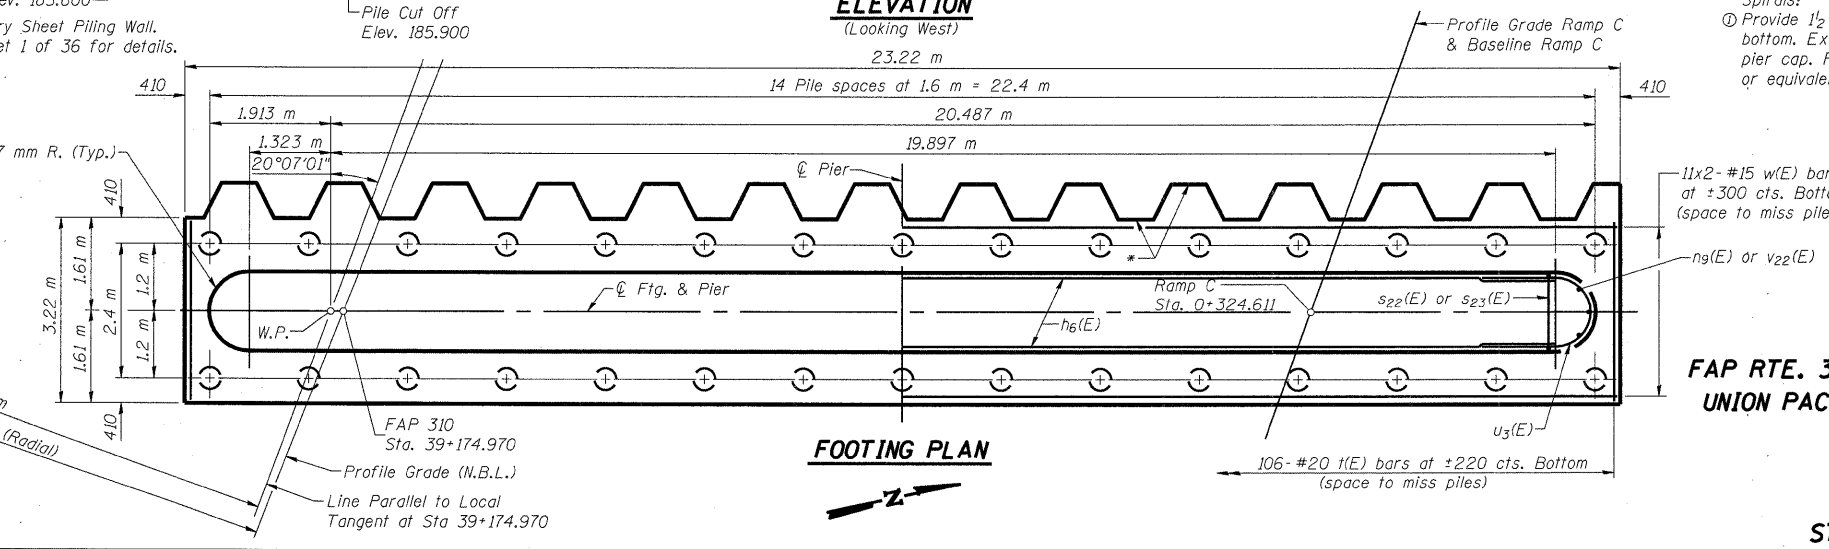 ELEVATION
(Looking West)
Pile Cut Off
Elev. 185.900
Sheet Piling Wall.
1 of 36 for details.
Profile Grade Ramp C
& Baseline Ramp C
Spirals.
① Provide 1½
bottom. Ex
pier cap.
or equivale
23.22 m
410
14 Pile spaces at 1.6 m = 22.4 m
410
1.913 m
20.487 m
1.323 m
19.897 m
20°07'01"
7 mm R. (Typ.)
℄ Pier
410
3.22 m
1.61 m
1.61 m
2.4 m
1.2 m
1.2 m
410
11x2- #15 w(E) bar
at ±300 cts. Botto
(space to miss pile
n9(E) or v22(E)
℄ Ftg. & Pier
Ramp C
Sta. 0+324.611
s22(E) or s23(E)
W.P.
*
h6(E)
u3(E)
FAP RTE. 3
UNION PAC
FAP 310
Sta. 39+174.970
Profile Grade (N.B.L.)
Line Parallel to Local
Tangent at Sta 39+174.970
(Radial)
FOOTING PLAN
N
106- #20 t(E) bars at ±220 cts. Bottom
(space to miss piles)